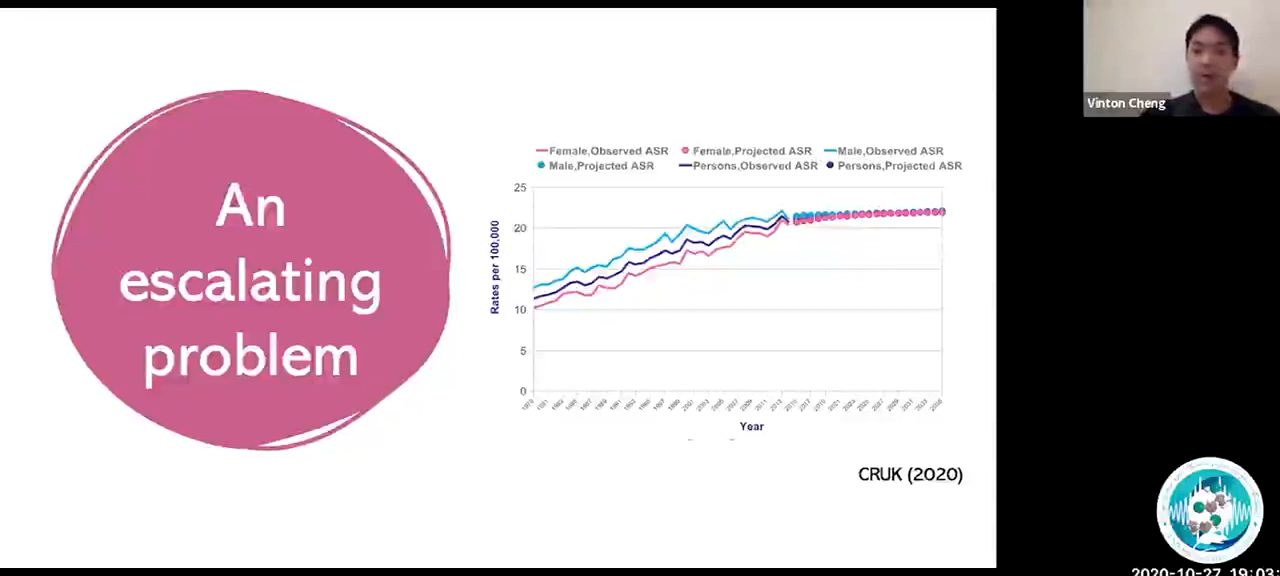 An
escalating
problem
Female,Observed ASR Female,Projected ASR Male,Observed ASR
Male,Projected ASR Persons,Observed ASR Persons,Projected ASR
Rates per 100,000
25
20
15
10
5
0
Year
CRUK (2020)
Vinton Cheng
2020-10-27 19:03: